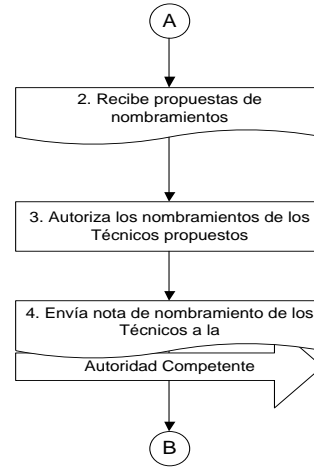 A
2. Recibe propuestas de
nombramientos
3. Autoriza los nombramientos de los
Técnicos propuestos
4. Envía nota de nombramiento de los
Técnicos a la
Autoridad Competente
B